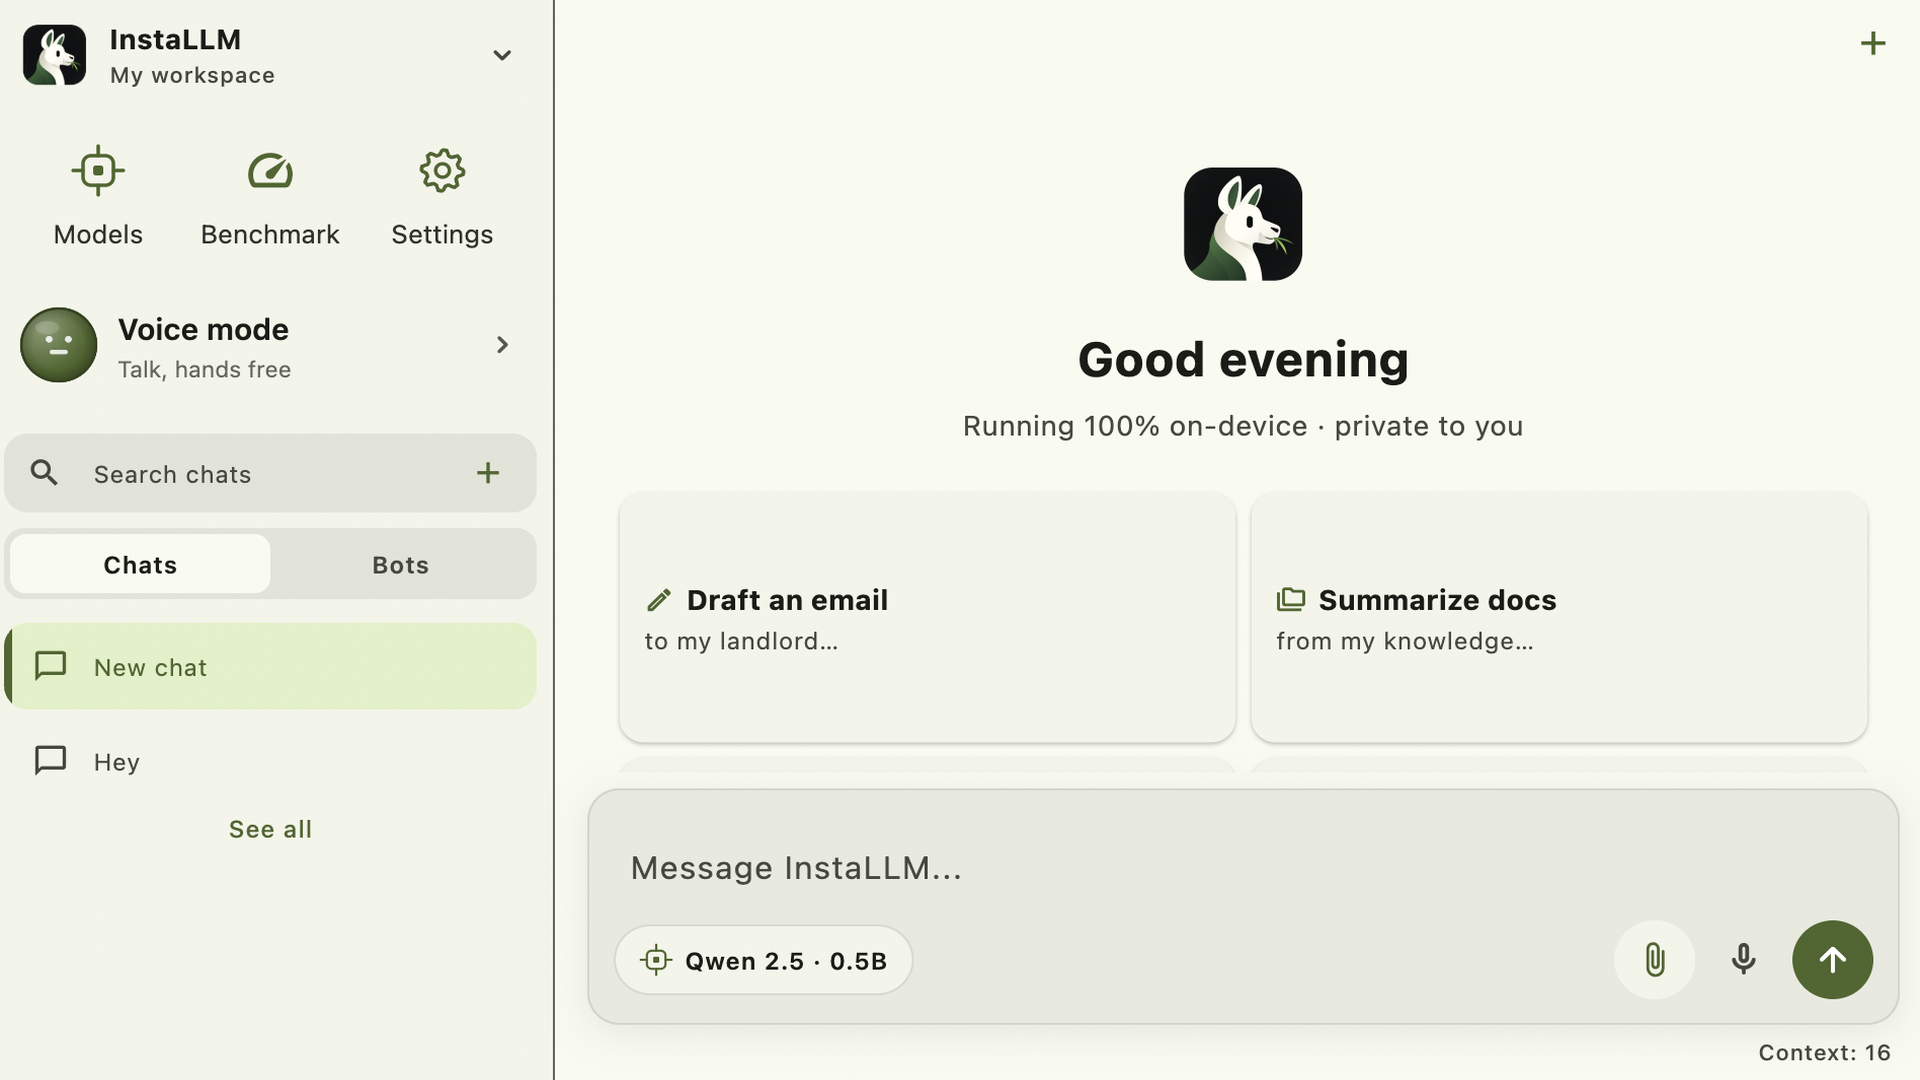 InstaLLM
My workspace
Models
Benchmark
Settings
Voice mode
Talk, hands free
Search chats
Chats
Bots
New chat
Hey
See all
Good evening
Running 100% on-device · private to you
Draft an email
to my landlord...
Summarize docs
from my knowledge...
Message InstaLLM...
Qwen 2.5 · 0.5B
Context: 16